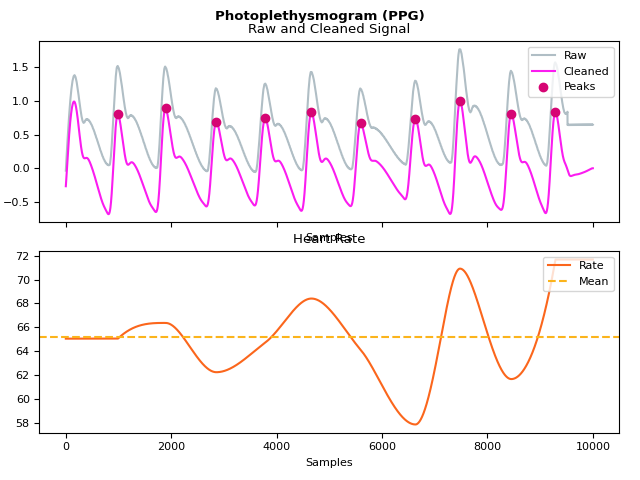 Photoplethysmogram (PPG)
Raw and Cleaned Signal
Raw
Cleaned
Peaks
1.5
1.0
0.5
0.0
−0.5
Samples
Heart Rate
Rate
Mean
72
70
68
66
64
62
60
58
0 2000 4000 6000 8000 10000
Samples